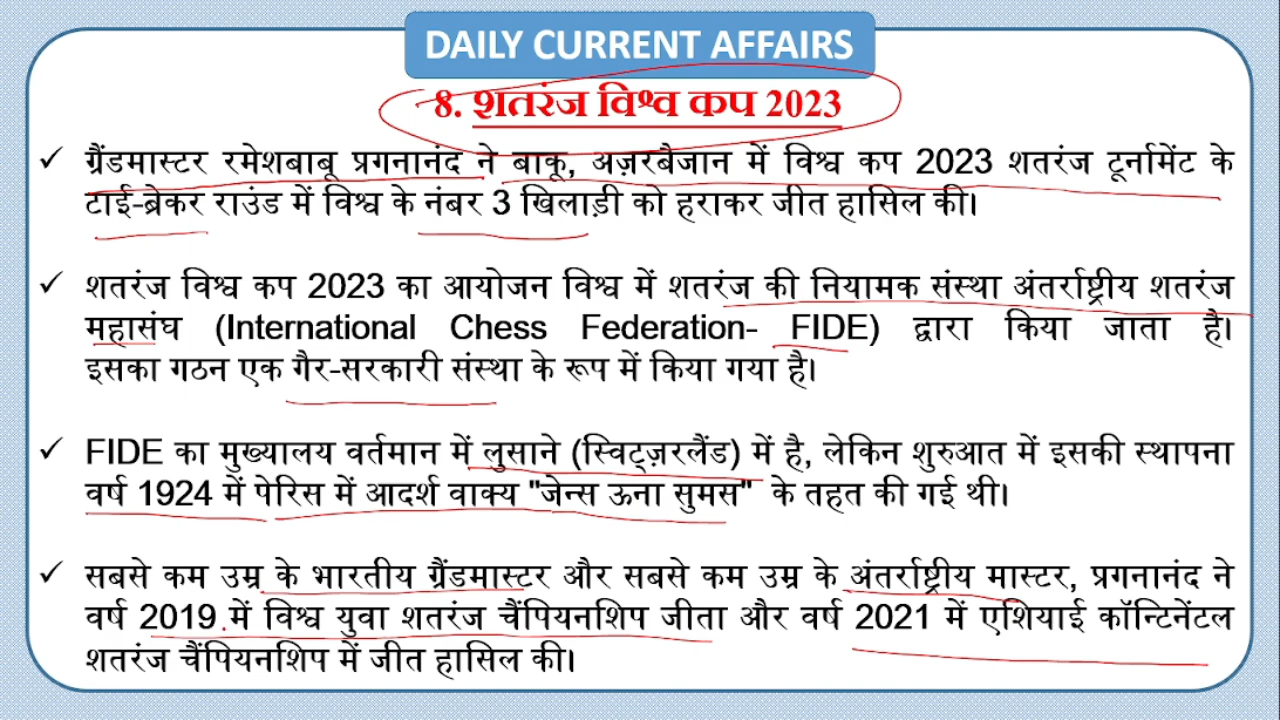 DAILY CURRENT AFFAIRS
8. शतरंज विश्व कप 2023
✓ ग्रैंडमास्टर रमेशबाबू प्रगनानंद ने बाकू, अज़रबैजान में विश्व कप 2023 शतरंज टूर्नामेंट के
टाई-ब्रेकर राउंड में विश्व के नंबर 3 खिलाड़ी को हराकर जीत हासिल की।
✓ शतरंज विश्व कप 2023 का आयोजन विश्व में शतरंज की नियामक संस्था अंतर्राष्ट्रीय शतरंज
महासंघ (International Chess Federation- FIDE) द्वारा किया जाता है।
इसका गठन एक गैर-सरकारी संस्था के रूप में किया गया है।
✓ FIDE का मुख्यालय वर्तमान में लुसाने (स्विट्ज़रलैंड) में है, लेकिन शुरुआत में इसकी स्थापना
वर्ष 1924 में पेरिस में आदर्श वाक्य "जेन्स ऊना सुमस" के तहत की गई थी।
✓ सबसे कम उम्र के भारतीय ग्रैंडमास्टर और सबसे कम उम्र के अंतर्राष्ट्रीय मास्टर, प्रगनानंद ने
वर्ष 2019 में विश्व युवा शतरंज चैंपियनशिप जीता और वर्ष 2021 में एशियाई कॉन्टिनेंटल
शतरंज चैंपियनशिप में जीत हासिल की।